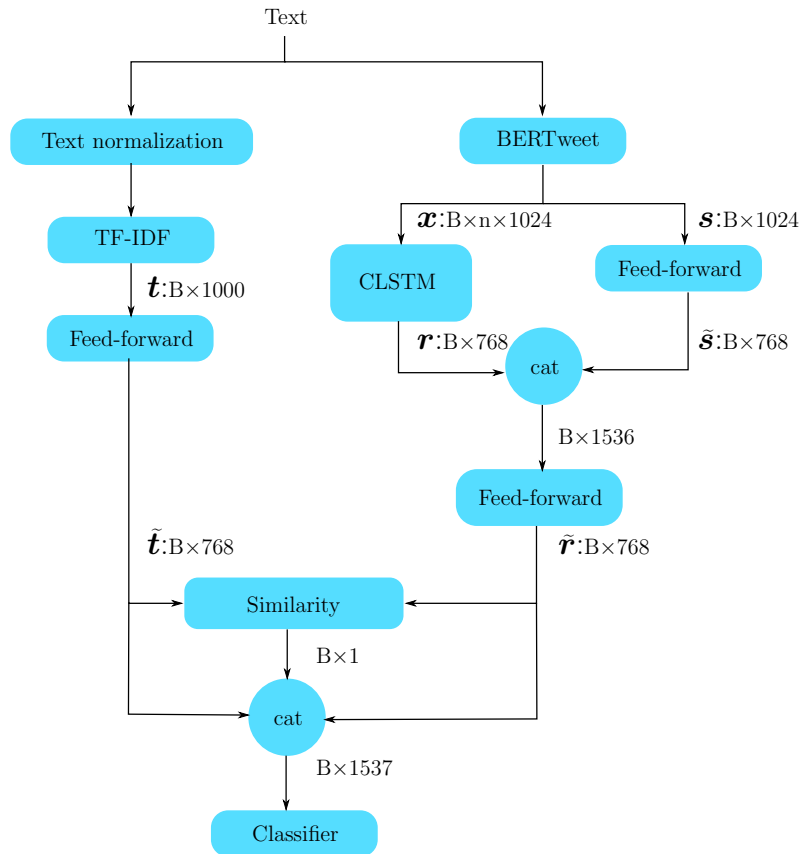 Text
Text normalization
BERTweet
x:B×n×1024
s:B×1024
TF-IDF
CLSTM
Feed-forward
t:B×1000
Feed-forward
r:B×768
s̃:B×768
cat
B×1536
Feed-forward
t̃:B×768
r̃:B×768
Similarity
B×1
cat
B×1537
Classifier